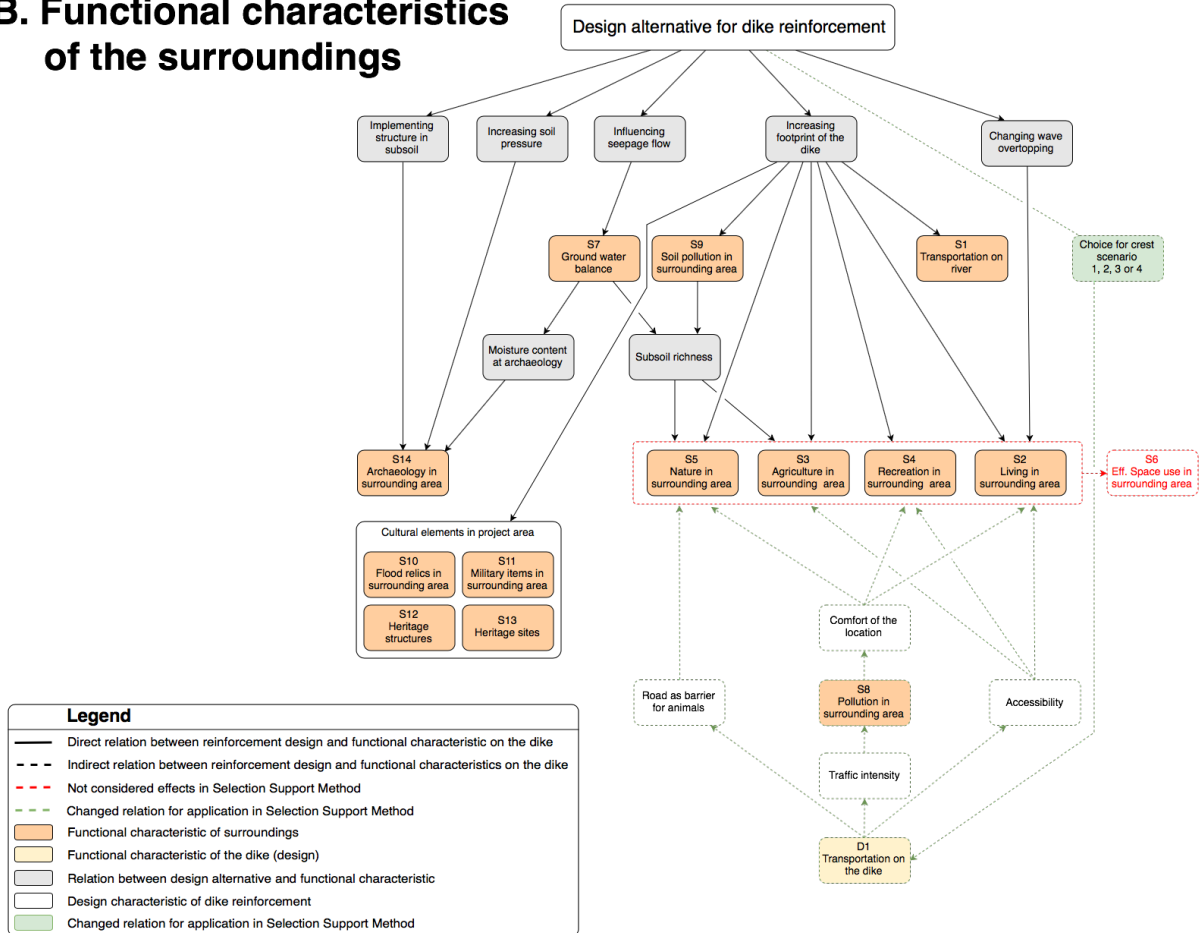 B. Functional characteristics
of the surroundings
Design alternative for dike reinforcement
Implementing
structure in
subsoil
Increasing soil
pressure
Influencing
seepage flow
Increasing
footprint of the
dike
Changing wave
overtopping
S7
Ground water
balance
S9
Soil pollution in
surrounding area
S1
Transportation on
river
Choice for crest
scenario
1, 2, 3 or 4
Moisture content
at archaeology
Subsoil richness
S14
Archaeology in
surrounding area
S5
Nature in
surrounding area
S3
Agriculture in
surrounding area
S4
Recreation in
surrounding area
S2
Living in
surrounding area
S6
Eff. Space use in
surrounding area
Cultural elements in project area
S10
Flood relics in
surrounding area
S11
Military items in
surrounding area
S12
Heritage
structures
S13
Heritage sites
Comfort of the
location
Road as barrier
for animals
S8
Pollution in
surrounding area
Accessibility
Traffic intensity
D1
Transportation on
the dike
Legend
Direct relation between reinforcement design and functional characteristic on the dike
Indirect relation between reinforcement design and functional characteristics on the dike
Not considered effects in Selection Support Method
Changed relation for application in Selection Support Method
Functional characteristic of surroundings
Functional characteristic of the dike (design)
Relation between design alternative and functional characteristic
Design characteristic of dike reinforcement
Changed relation for application in Selection Support Method